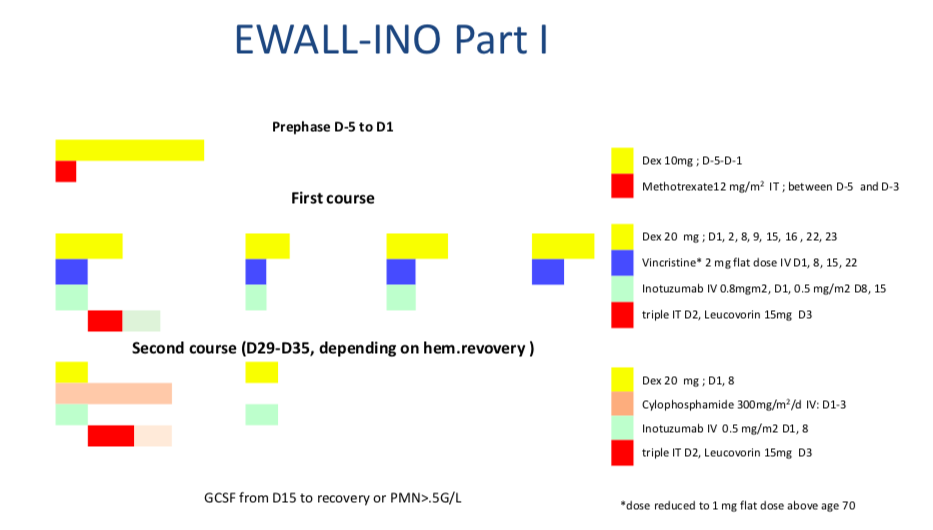 EWALL-INO Part I
Prephase D-5 to D1
Dex 10mg ; D-5-D-1
Methotrexate12 mg/m² IT ; between D-5 and D-3
First course
Dex 20 mg ; D1, 2, 8, 9, 15, 16 , 22, 23
Vincristine* 2 mg flat dose IV D1, 8, 15, 22
Inotuzumab IV 0.8mgm2, D1, 0.5 mg/m2 D8, 15
triple IT D2, Leucovorin 15mg D3
Second course (D29-D35, depending on hem.revovery )
Dex 20 mg ; D1, 8
Cylophosphamide 300mg/m²/d IV: D1-3
Inotuzumab IV 0.5 mg/m2 D1, 8
triple IT D2, Leucovorin 15mg D3
GCSF from D15 to recovery or PMN>.5G/L
*dose reduced to 1 mg flat dose above age 70